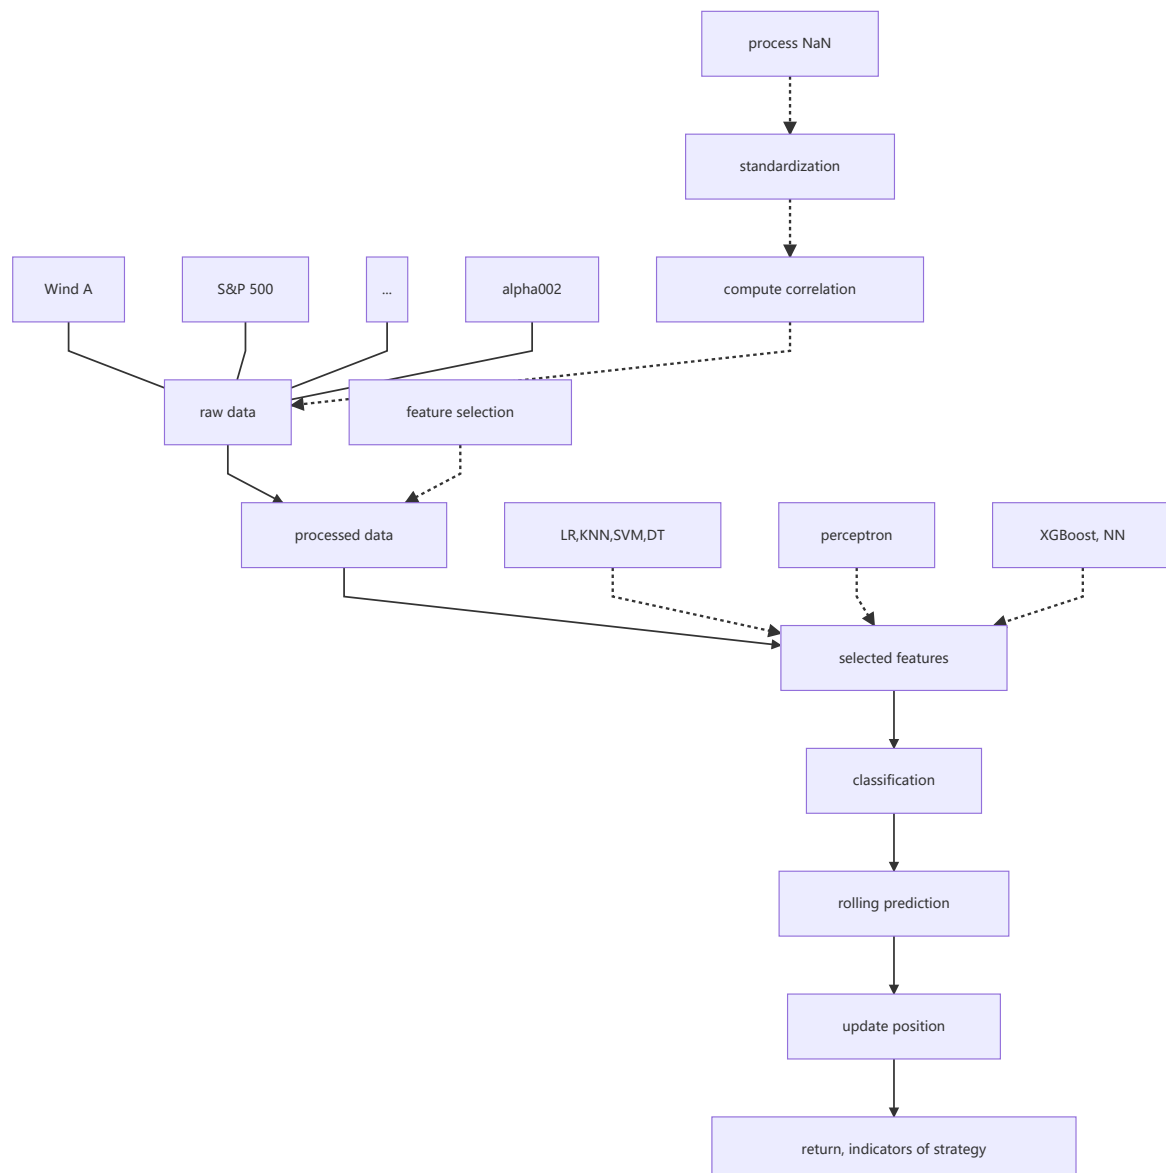 process NaN
standardization
Wind A
S&P 500
...
alpha002
compute correlation
raw data
feature selection
processed data
LR,KNN,SVM,DT
perceptron
XGBoost, NN
selected features
classification
rolling prediction
update position
return, indicators of strategy